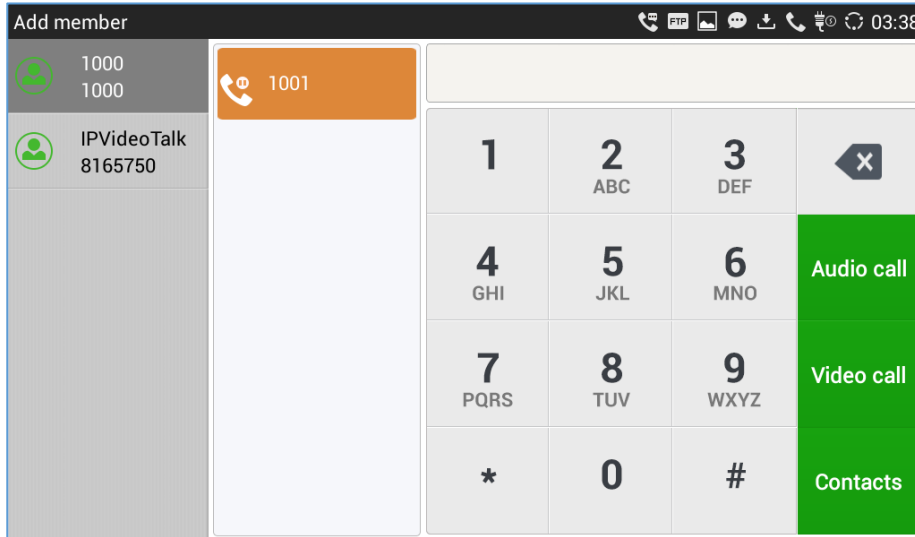 Add member
FTP
03:38
1000
1000
IPVideoTalk
8165750
1001
1
2
ABC
3
DEF
4
GHI
5
JKL
6
MNO
Audio call
7
PQRS
8
TUV
9
WXYZ
Video call
*
0
#
Contacts